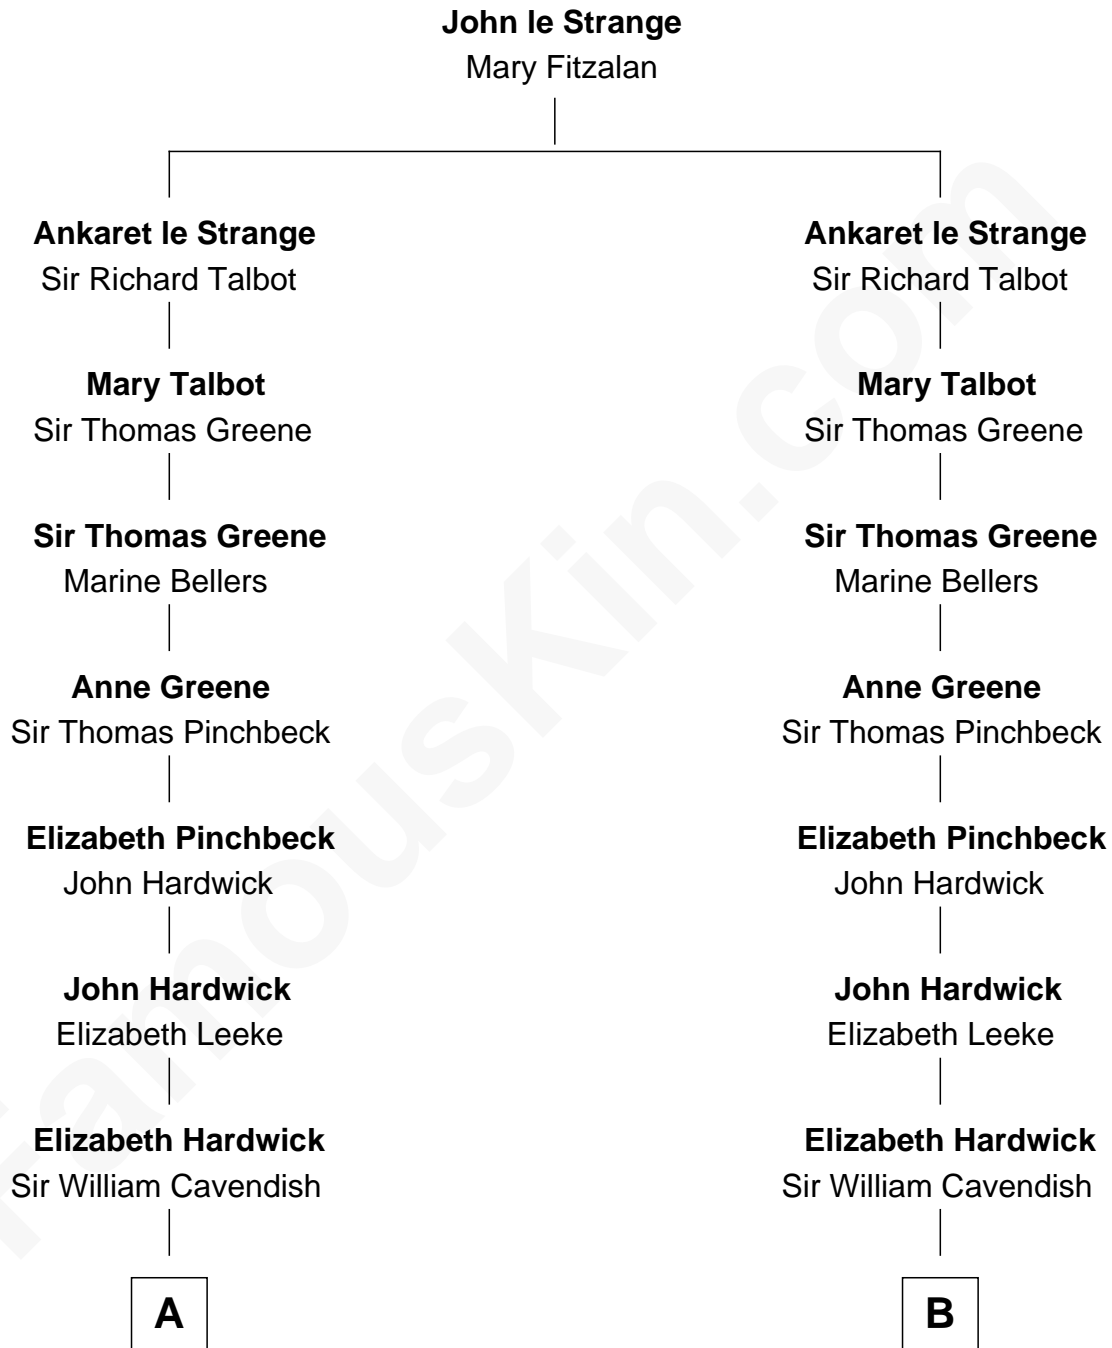 John le Strange
Mary Fitzalan
Ankaret le Strange Ankaret le Strange
Sir Richard Talbot Sir Richard Talbot
Mary Talbot Mary Talbot
Sir Thomas Greene Sir Thomas Greene
Sir Thomas Greene Sir Thomas Greene
Marine Bellers Marine Bellers
Anne Greene Anne Greene
Sir Thomas Pinchbeck Sir Thomas Pinchbeck
Elizabeth Pinchbeck Elizabeth Pinchbeck
John Hardwick John Hardwick
John Hardwick John Hardwick
Elizabeth Leeke Elizabeth Leeke
Elizabeth Hardwick Elizabeth Hardwick
Sir William Cavendish Sir William Cavendish
A B
FamousKin.com